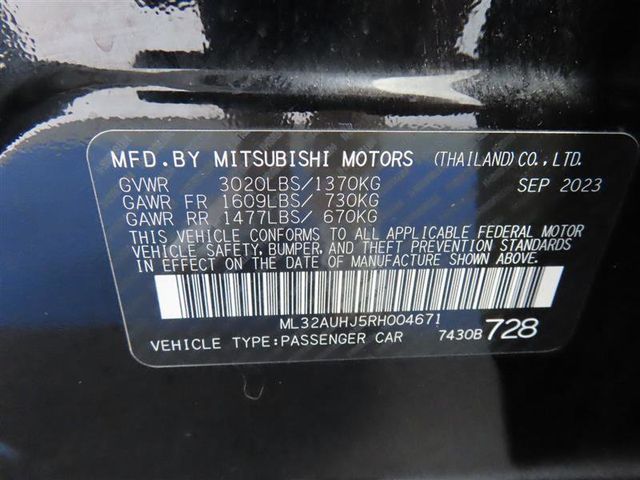 MFD. BY MITSUBISHI MOTORS (THAILAND)CO.,LTD.
GVWR 3020LBS/1370KG SEP 2023
GAWR FR 1609LBS/ 730KG
GAWR RR 1477LBS/ 670KG
THIS VEHICLE CONFORMS TO ALL APPLICABLE FEDERAL MOTOR
VEHICLE SAFETY, BUMPER, AND THEFT PREVENTION STANDARDS
IN EFFECT ON THE DATE OF MANUFACTURE SHOWN ABOVE.
ML32AUHJ5RH004671
VEHICLE TYPE:PASSENGER CAR 7430B 728